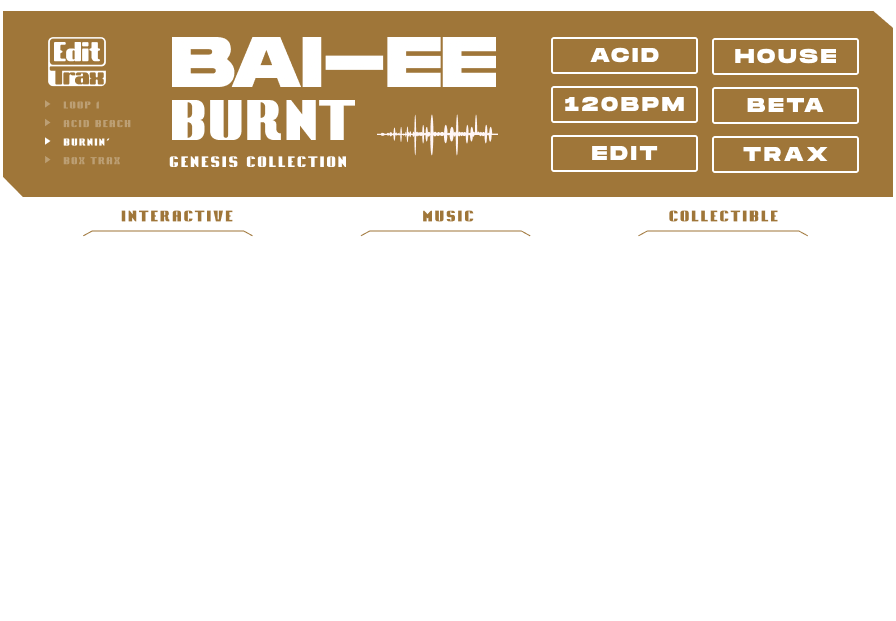 Edit
Trax
LOOP 1
ACID BEACH
BURNIN'
BOX TRAX
BAI—EE
BURNT
GENESIS COLLECTION
ACID
HOUSE
120BPM
BETA
EDIT
TRAX
INTERACTIVE
MUSIC
COLLECTIBLE